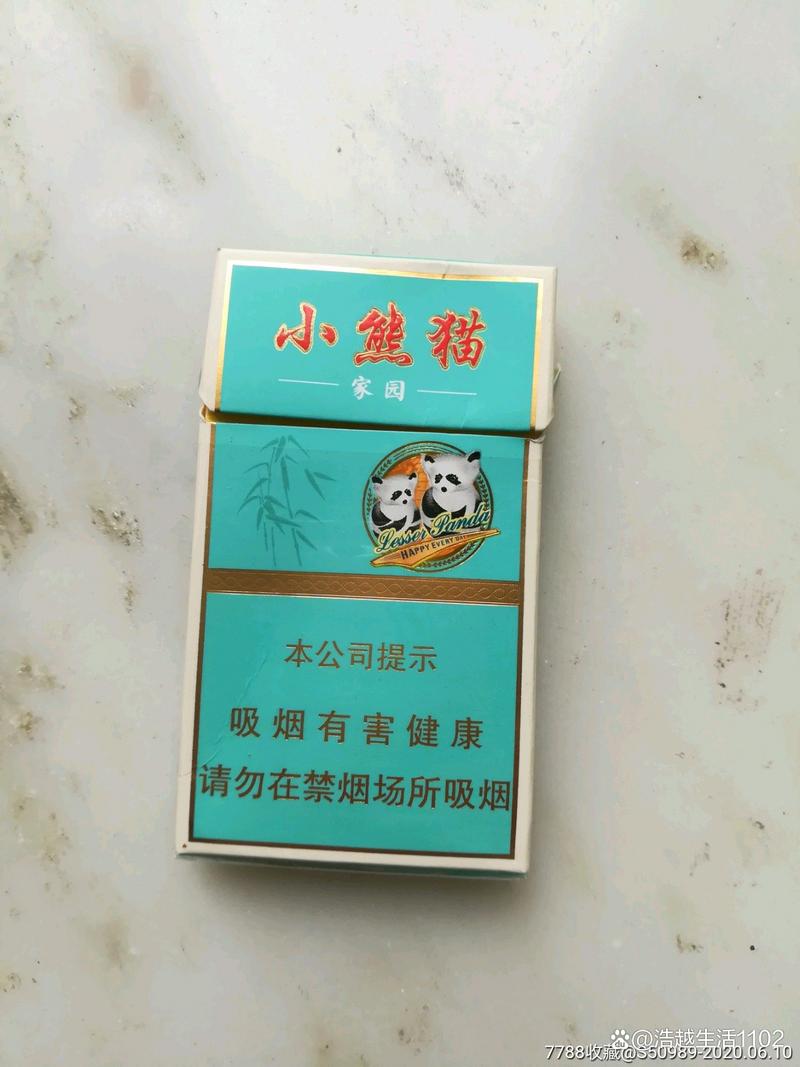 小熊猫
家园
Lesser Panda
HAPPY EVERY DAY
本公司提示
吸烟有害健康
请勿在禁烟场所吸烟
@浩越生活1102
7788收藏@S50989-2020.06.10